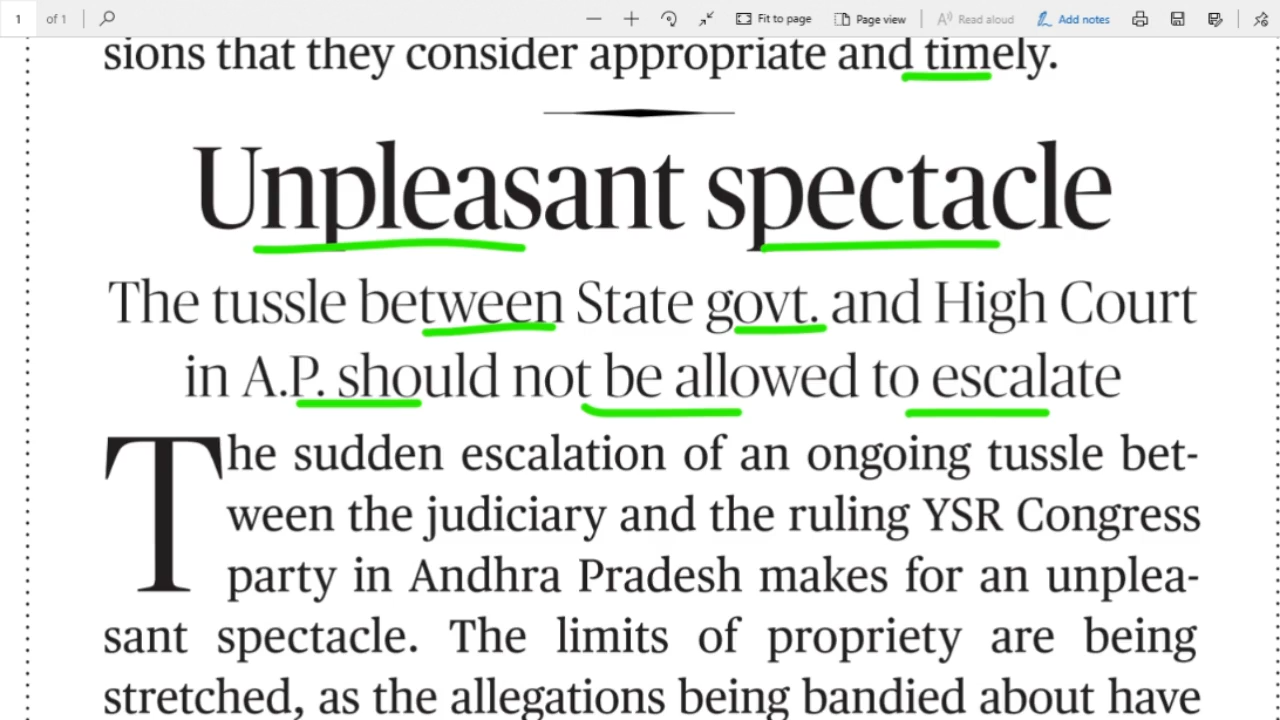 1 of 1 Fit to page Page view Read aloud Add notes
sions that they consider appropriate and timely.
Unpleasant spectacle
The tussle between State govt. and High Court
in A.P. should not be allowed to escalate
The sudden escalation of an ongoing tussle bet-
ween the judiciary and the ruling YSR Congress
party in Andhra Pradesh makes for an unplea-
sant spectacle. The limits of propriety are being
stretched, as the allegations being bandied about have